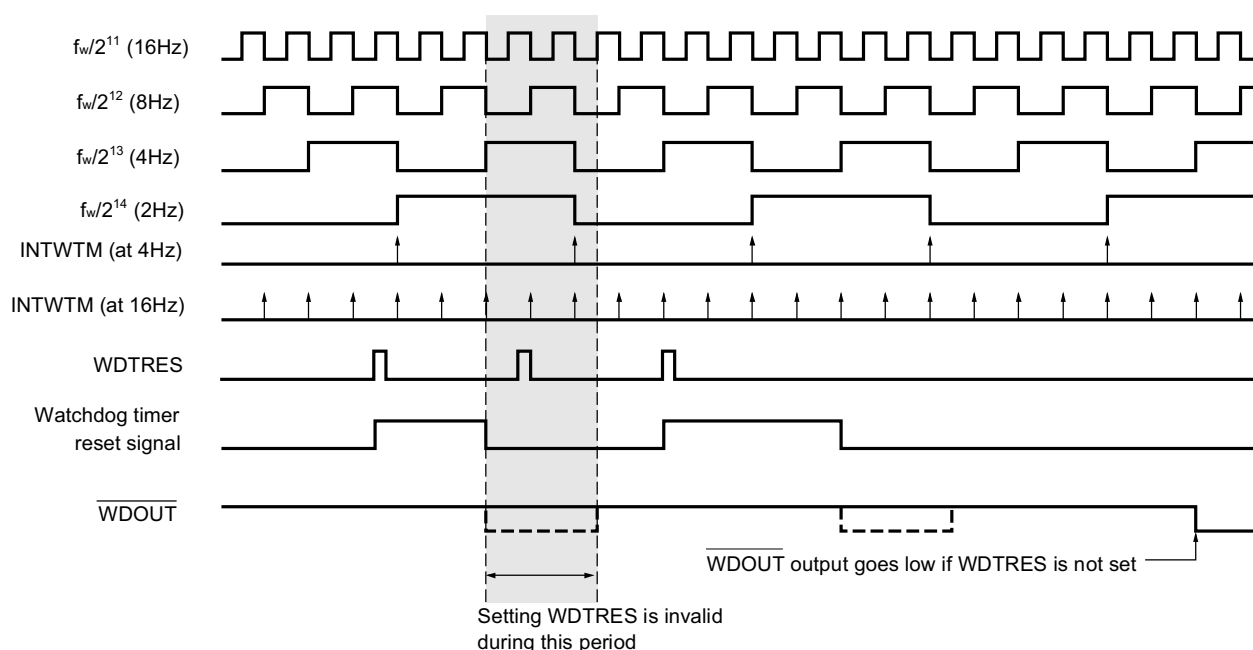 fw/2¹¹ (16Hz)
fw/2¹² (8Hz)
fw/2¹³ (4Hz)
fw/2¹⁴ (2Hz)
INTWTM (at 4Hz)
INTWTM (at 16Hz)
WDTRES
Watchdog timer
reset signal
WDOUT
WDOUT output goes low if WDTRES is not set
Setting WDTRES is invalid
during this period